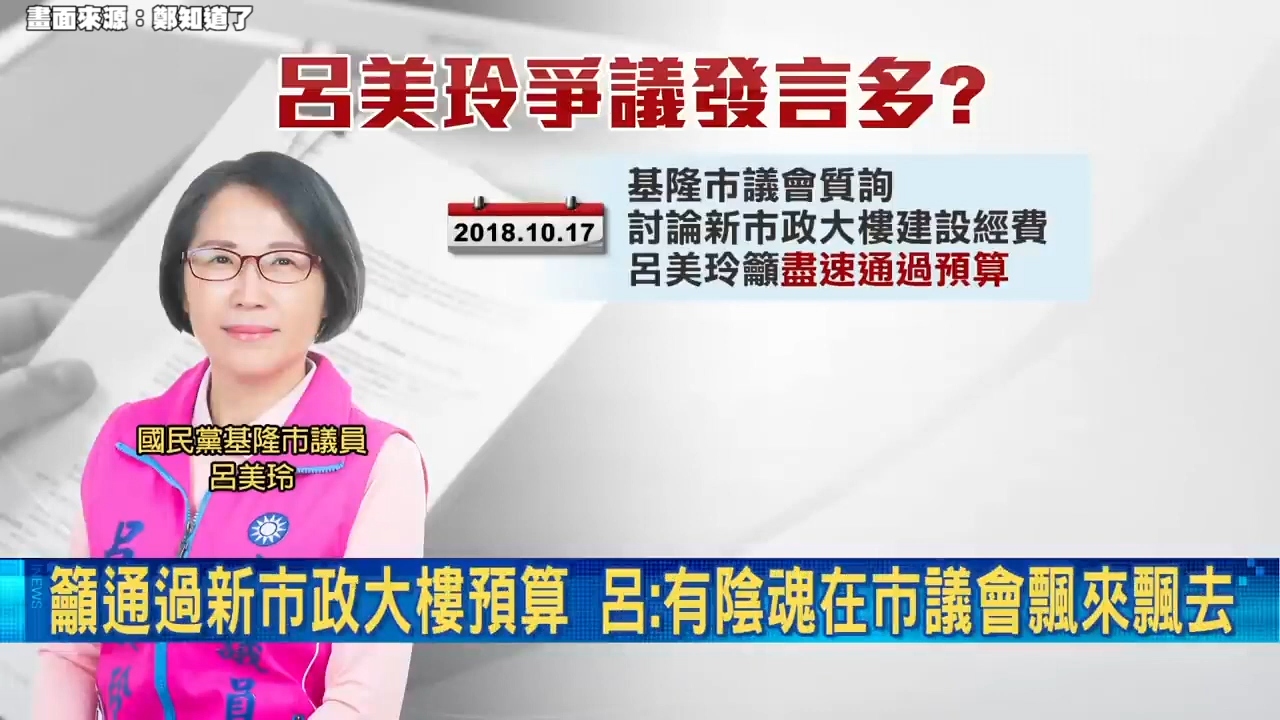 畫面來源：鄭知道了
呂美玲爭議發言多?
2018.10.17
基隆市議會質詢
討論新市政大樓建設經費
呂美玲籲盡速通過預算
國民黨基隆市議員
呂美玲
NEWS
籲通過新市政大樓預算 呂:有陰魂在市議會飄來飄去